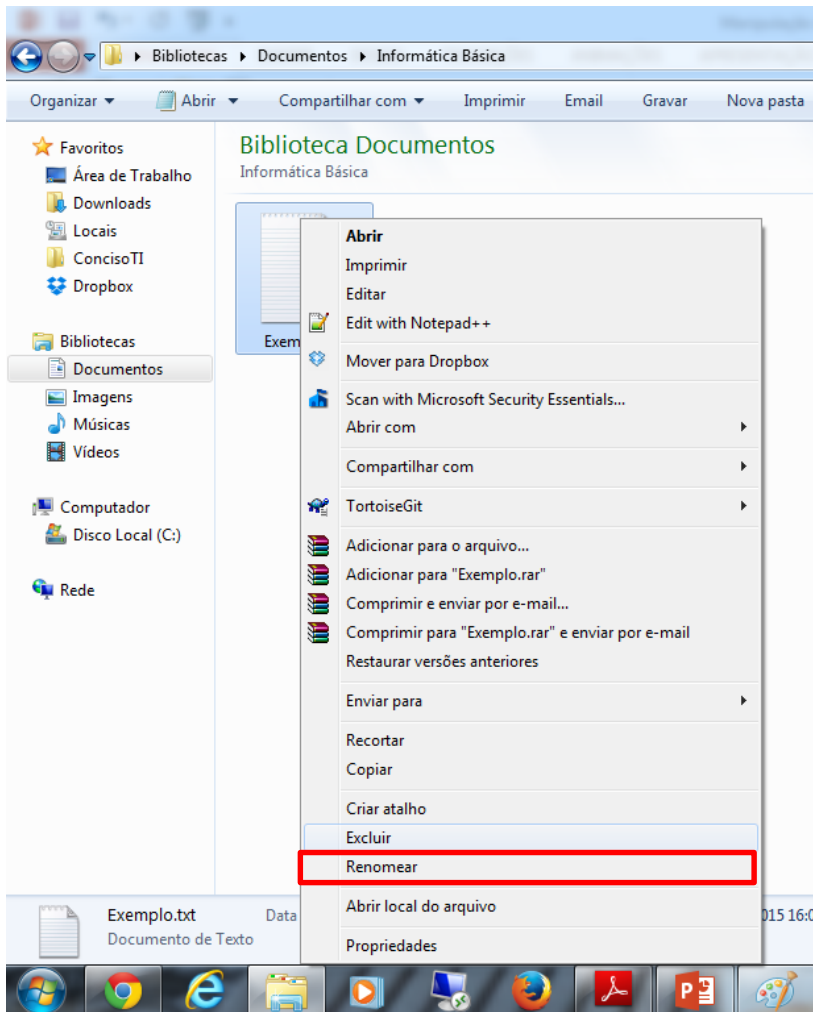 Bibliotecas ▸ Documentos ▸ Informática Básica
Organizar Abrir Compartilhar com Imprimir Email Gravar Nova pasta
Favoritos
Área de Trabalho
Downloads
Locais
ConcisoTI
Dropbox
Bibliotecas
Documentos
Imagens
Músicas
Vídeos
Computador
Disco Local (C:)
Rede
Biblioteca Documentos
Informática Básica
Exem
Abrir
Imprimir
Editar
Edit with Notepad++
Mover para Dropbox
Scan with Microsoft Security Essentials...
Abrir com
Compartilhar com
TortoiseGit
Adicionar para o arquivo...
Adicionar para "Exemplo.rar"
Comprimir e enviar por e-mail...
Comprimir para "Exemplo.rar" e enviar por e-mail
Restaurar versões anteriores
Enviar para
Recortar
Copiar
Criar atalho
Excluir
Renomear
Abrir local do arquivo
Propriedades
Exemplo.txt Data 015 16:0
Documento de Texto